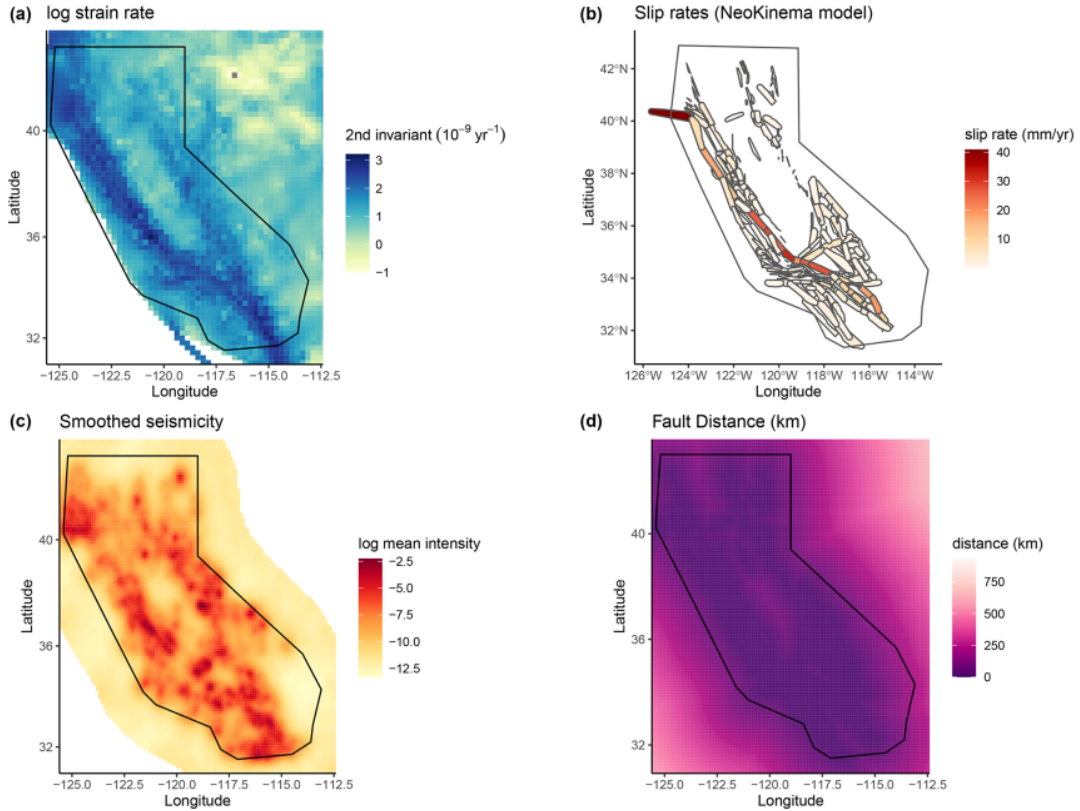 (a) log strain rate
40
36
32
Latitiude
−125.0 −122.5 −120.0 −117.5 −115.0 −112.5
Longitude
2nd invariant (10⁻⁹ yr⁻¹)
3
2
1
0
−1
(b) Slip rates (NeoKinema model)
42°N
40°N
38°N
36°N
34°N
32°N
Latitiude
126°W 124°W 122°W 120°W 118°W 116°W 114°W
Longitude
slip rate (mm/yr)
40
30
20
10
(c) Smoothed seismicity
40
36
32
Latitiude
−125.0 −122.5 −120.0 −117.5 −115.0 −112.5
Longitude
log mean intensity
−2.5
−5.0
−7.5
−10.0
−12.5
(d) Fault Distance (km)
40
36
32
Latitiude
−125.0 −122.5 −120.0 −117.5 −115.0 −112.5
Longitude
distance (km)
750
500
250
0